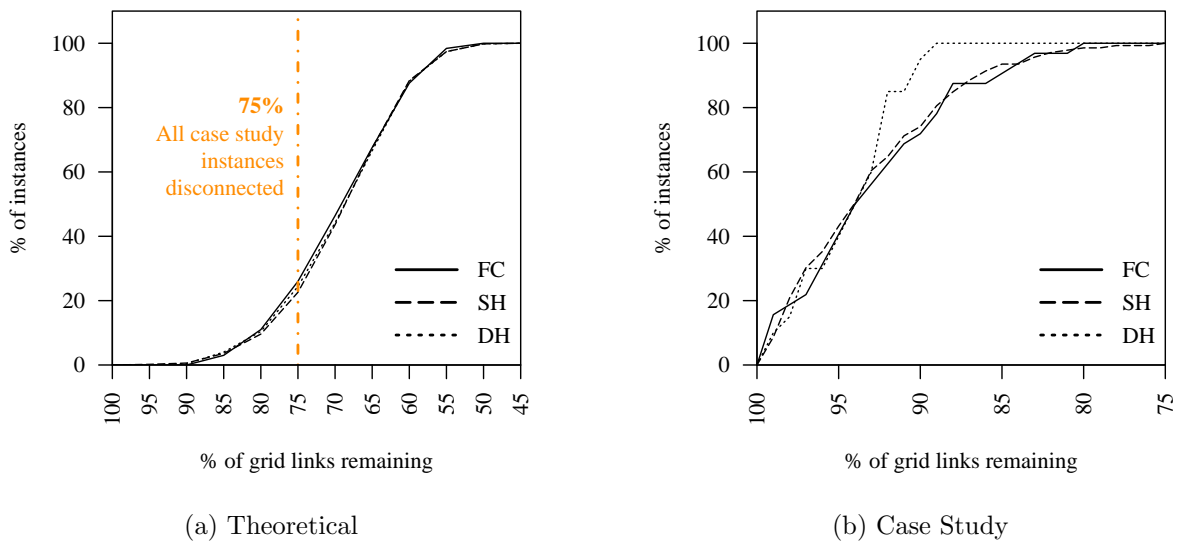 % of instances
100
80
60
40
20
0
75%
All case study
instances
disconnected
FC
SH
DH
100 95 90 85 80 75 70 65 60 55 50 45
% of grid links remaining
(a) Theoretical
% of instances
100
80
60
40
20
0
FC
SH
DH
100 95 90 85 80 75
% of grid links remaining
(b) Case Study